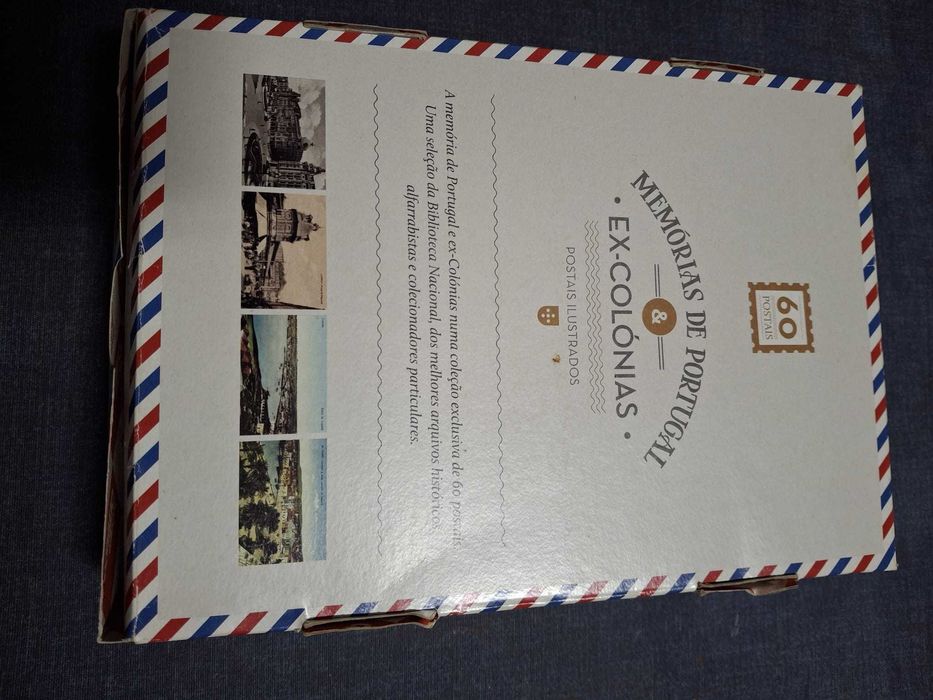 60
POSTAIS
MEMÓRIAS DE PORTUGAL
&
• EX-COLÓNIAS •
POSTAIS ILUSTRADOS
A memória de Portugal e ex-Colónias numa coleção exclusiva de 60 postais.
Uma seleção da Biblioteca Nacional, dos melhores arquivos históricos,
alfarrabistas e colecionadores particulares.